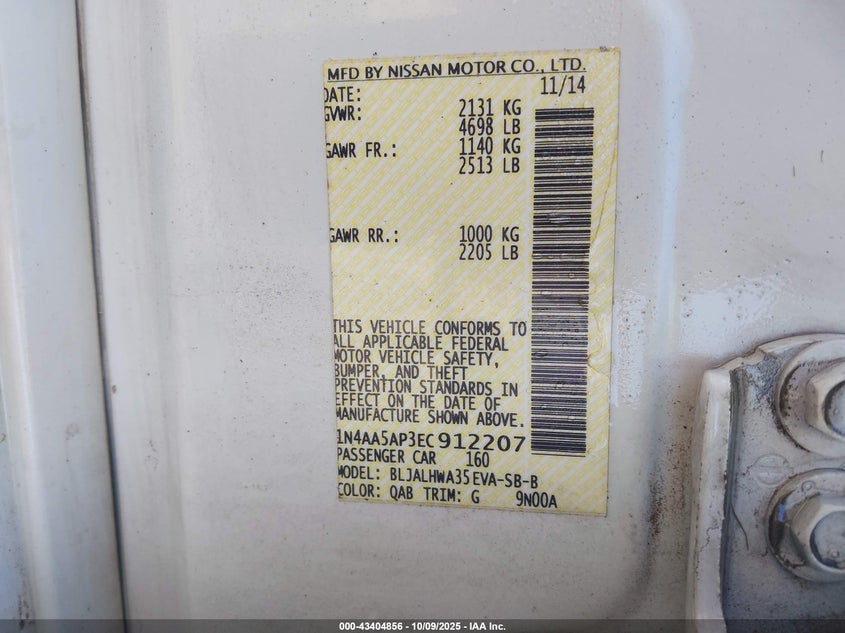 MFD BY NISSAN MOTOR CO., LTD.
DATE: 11/14
GVWR: 2131 KG
4698 LB
GAWR FR.: 1140 KG
2513 LB
GAWR RR.: 1000 KG
2205 LB
THIS VEHICLE CONFORMS TO
ALL APPLICABLE FEDERAL
MOTOR VEHICLE SAFETY,
BUMPER, AND THEFT
PREVENTION STANDARDS IN
EFFECT ON THE DATE OF
MANUFACTURE SHOWN ABOVE.
1N4AA5AP3EC912207
PASSENGER CAR 160
MODEL: BLJALHWA35EVA-SB-B
COLOR: QAB TRIM: G 9N00A
000-43404856 - 10/09/2025 - IAA Inc.